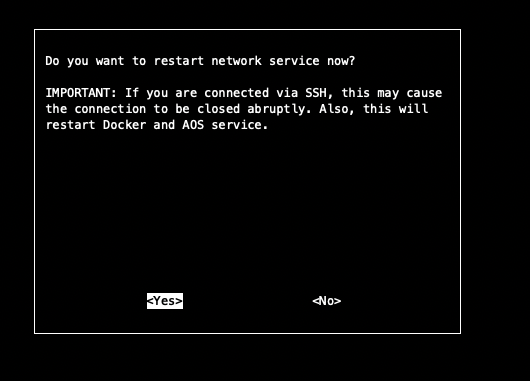 Do you want to restart network service now?
IMPORTANT: If you are connected via SSH, this may cause
the connection to be closed abruptly. Also, this will
restart Docker and AOS service.
<Yes> <No>